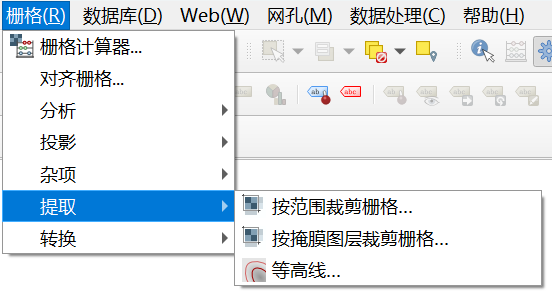 栅格(R) 数据库(D) Web(W) 网孔(M) 数据处理(C) 帮助(H)
栅格计算器...
对齐栅格...
分析
投影
杂项
提取
转换
按范围裁剪栅格...
按掩膜图层裁剪栅格...
等高线...